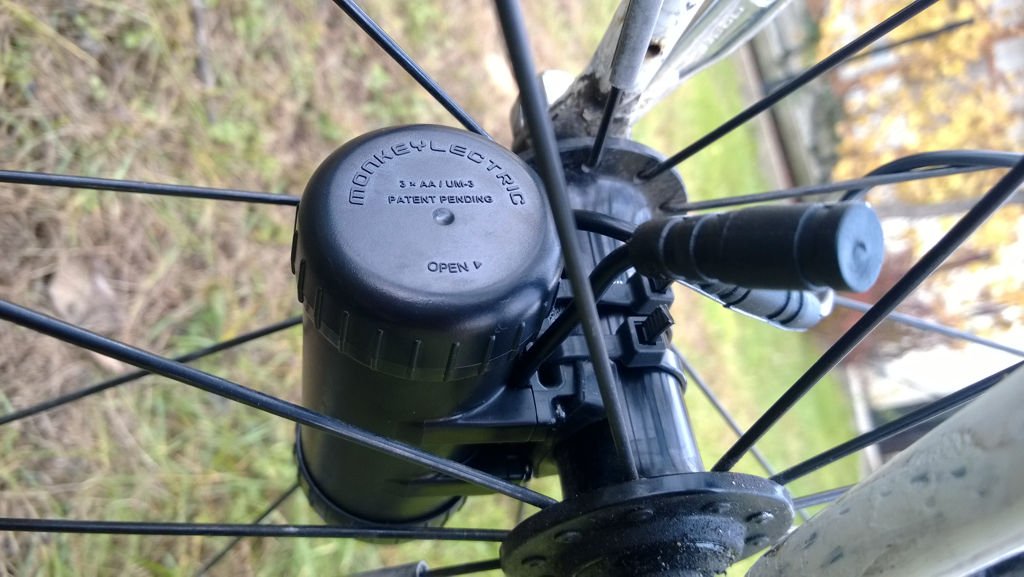 MONKEYLECTRIC
3 × AA / UM-3
PATENT PENDING
OPEN ▶